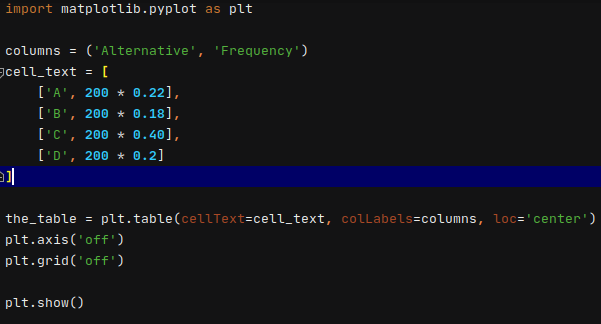 import matplotlib.pyplot as plt
columns = ('Alternative', 'Frequency')
cell_text = [
    ['A', 200 * 0.22],
    ['B', 200 * 0.18],
    ['C', 200 * 0.40],
    ['D', 200 * 0.2]
]
the_table = plt.table(cellText=cell_text, colLabels=columns, loc='center')
plt.axis('off')
plt.grid('off')
plt.show()